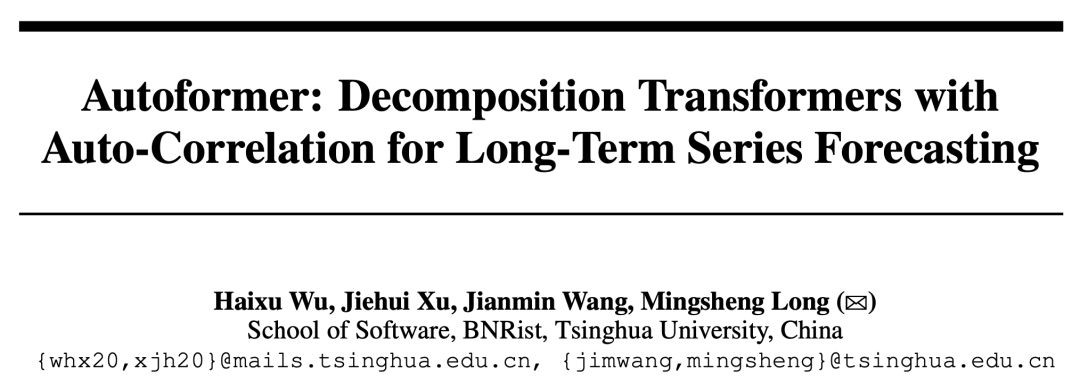 Autoformer: Decomposition Transformers with
Auto-Correlation for Long-Term Series Forecasting
Haixu Wu, Jiehui Xu, Jianmin Wang, Mingsheng Long (✉)
School of Software, BNRist, Tsinghua University, China
{whx20,xjh20}@mails.tsinghua.edu.cn, {jimwang,mingsheng}@tsinghua.edu.cn